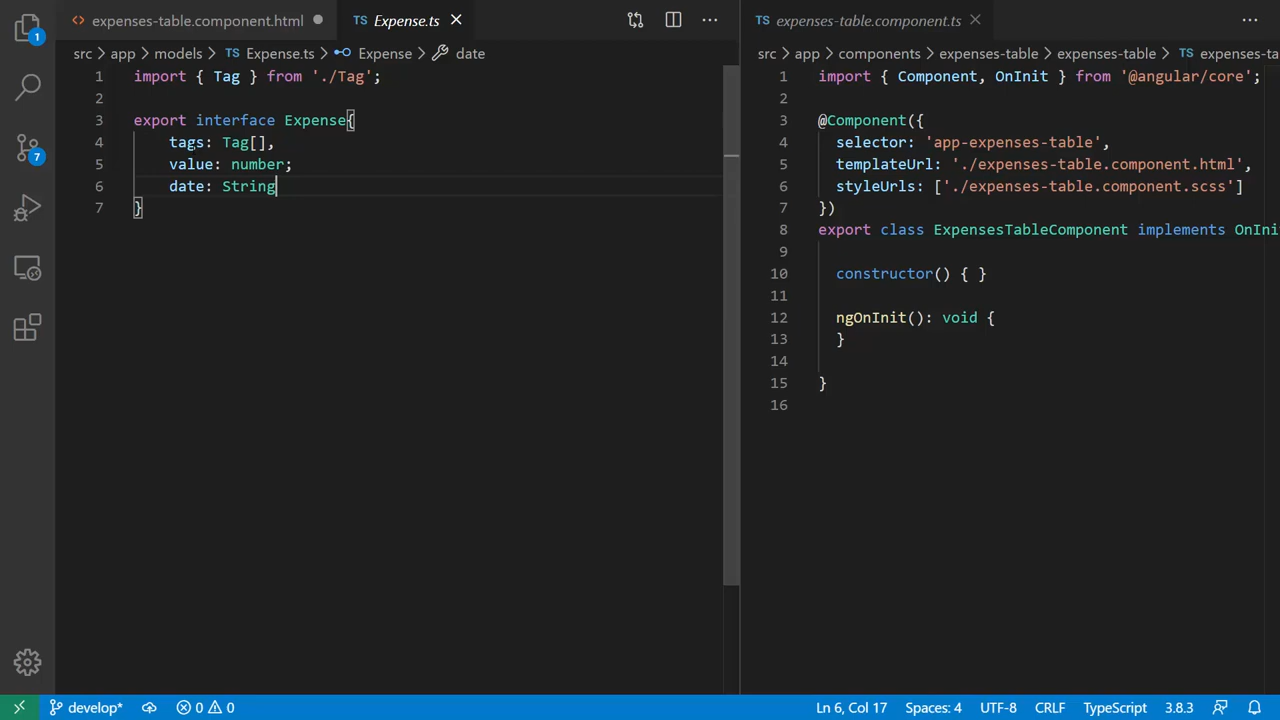 expenses-table.component.html
TS Expense.ts
expenses-table.component.ts
1
7
src > app > models > TS Expense.ts > Expense > date
1 import { Tag } from './Tag';
2
3 export interface Expense{
4 tags: Tag[],
5 value: number;
6 date: String
7 }
src > app > components > expenses-table > expenses-table > TS expenses-ta
1 import { Component, OnInit } from '@angular/core';
2
3 @Component({
4 selector: 'app-expenses-table',
5 templateUrl: './expenses-table.component.html',
6 styleUrls: ['./expenses-table.component.scss']
7 })
8 export class ExpensesTableComponent implements OnIni
9
10 constructor() { }
11
12 ngOnInit(): void {
13 }
14
15 }
16
develop* 0 0 Ln 6, Col 17 Spaces: 4 UTF-8 CRLF TypeScript 3.8.3